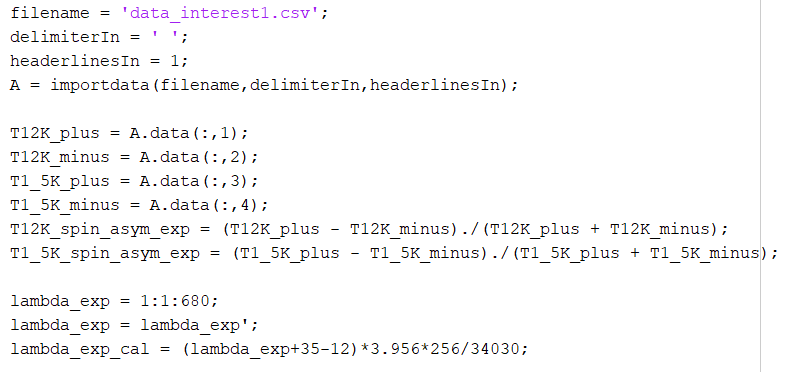 filename = 'data_interest1.csv';
delimiterIn = ' ';
headerlinesIn = 1;
A = importdata(filename,delimiterIn,headerlinesIn);
T12K_plus = A.data(:,1);
T12K_minus = A.data(:,2);
T1_5K_plus = A.data(:,3);
T1_5K_minus = A.data(:,4);
T12K_spin_asym_exp = (T12K_plus - T12K_minus)./(T12K_plus + T12K_minus);
T1_5K_spin_asym_exp = (T1_5K_plus - T1_5K_minus)./(T1_5K_plus + T1_5K_minus);
lambda_exp = 1:1:680;
lambda_exp = lambda_exp';
lambda_exp_cal = (lambda_exp+35-12)*3.956*256/34030;